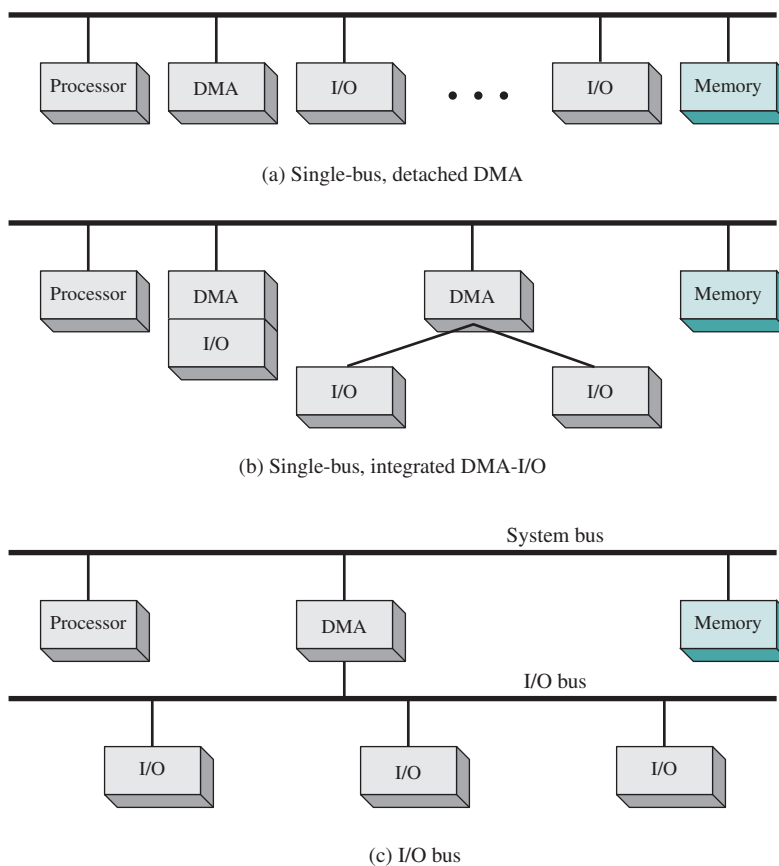 Processor
DMA
I/O
• • •
I/O
Memory
(a) Single-bus, detached DMA
Processor
DMA
I/O
DMA
Memory
I/O
I/O
(b) Single-bus, integrated DMA-I/O
System bus
Processor
DMA
Memory
I/O bus
I/O
I/O
I/O
(c) I/O bus